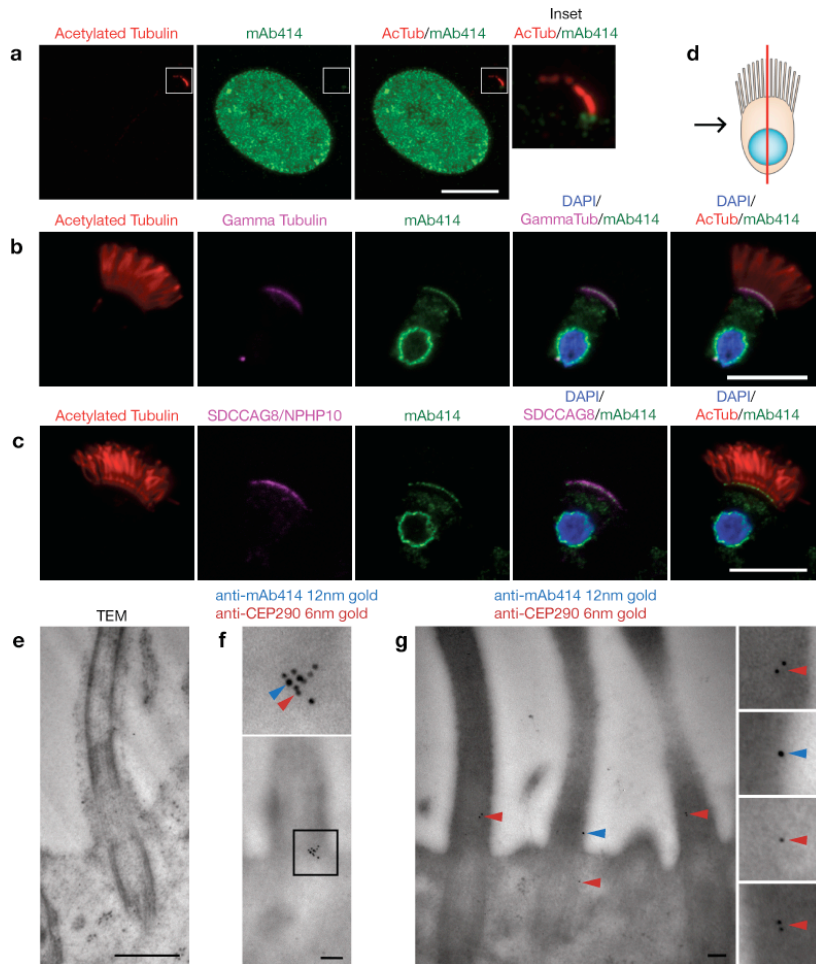 Inset
Acetylated Tubulin
mAb414
AcTub/mAb414
AcTub/mAb414
a
d
DAPI/
DAPI/
Acetylated Tubulin
Gamma Tubulin
mAb414
GammaTub/mAb414
AcTub/mAb414
b
DAPI/
DAPI/
Acetylated Tubulin
SDCCAG8/NPHP10
mAb414
SDCCAG8/mAb414
AcTub/mAb414
c
anti-mAb414 12nm gold
anti-CEP290 6nm gold
anti-mAb414 12nm gold
anti-CEP290 6nm gold
TEM
e
f
g